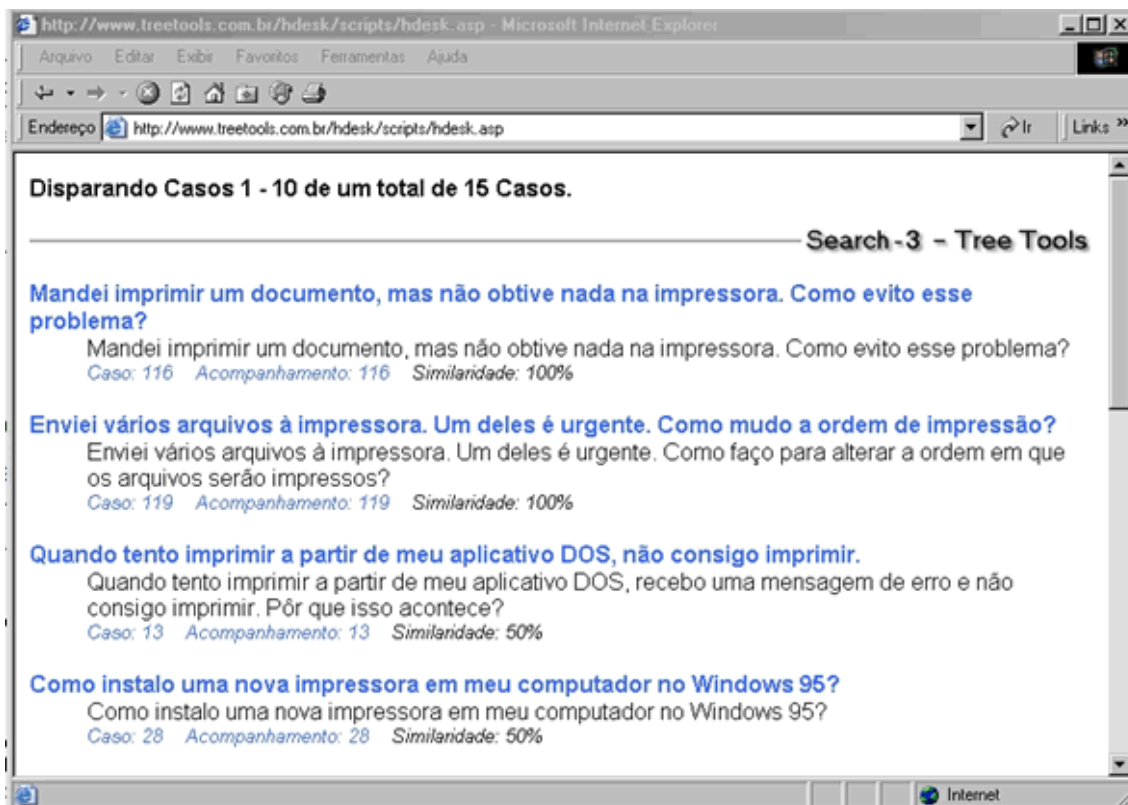 http://www.treetools.com.br/hdesk/scripts/hdesk.asp - Microsoft Internet Explorer
Arquivo Editar Exibir Favoritos Ferramentas Ajuda
Endereço http://www.treetools.com.br/hdesk/scripts/hdesk.asp Ir Links »
Disparando Casos 1 - 10 de um total de 15 Casos.
Search-3 - Tree Tools
Mandei imprimir um documento, mas não obtive nada na impressora. Como evito esse
problema?
Mandei imprimir um documento, mas não obtive nada na impressora. Como evito esse problema?
Caso: 116 Acompanhamento: 116 Similaridade: 100%
Enviei vários arquivos à impressora. Um deles é urgente. Como mudo a ordem de impressão?
Enviei vários arquivos à impressora. Um deles é urgente. Como faço para alterar a ordem em que
os arquivos serão impressos?
Caso: 119 Acompanhamento: 119 Similaridade: 100%
Quando tento imprimir a partir de meu aplicativo DOS, não consigo imprimir.
Quando tento imprimir a partir de meu aplicativo DOS, recebo uma mensagem de erro e não
consigo imprimir. Pôr que isso acontece?
Caso: 13 Acompanhamento: 13 Similaridade: 50%
Como instalo uma nova impressora em meu computador no Windows 95?
Como instalo uma nova impressora em meu computador no Windows 95?
Caso: 28 Acompanhamento: 28 Similaridade: 50%
Internet